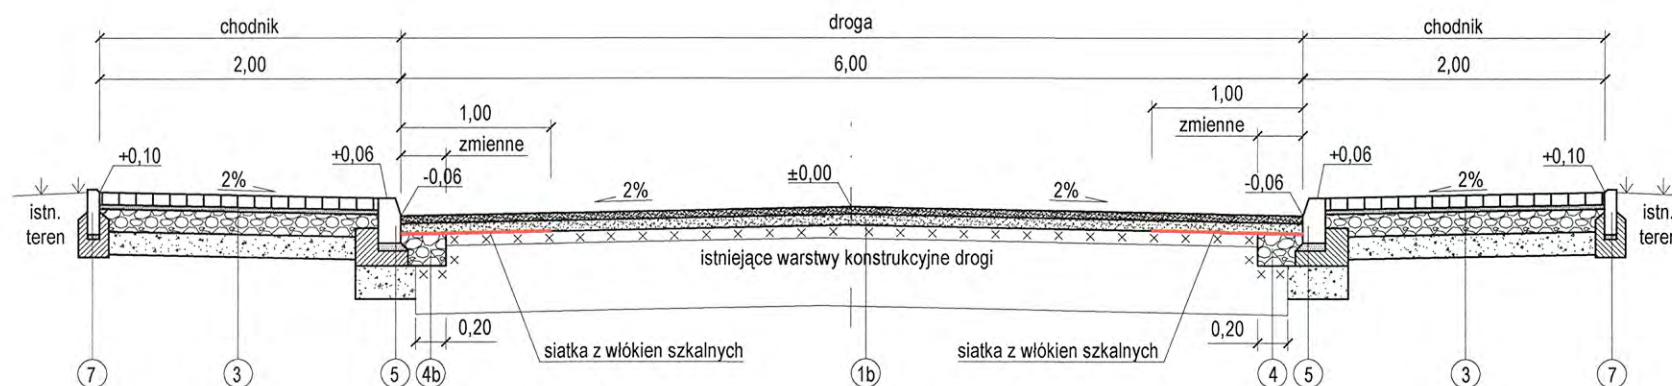 chodnik droga chodnik
2,00 6,00 2,00
1,00 1,00
zmienne zmienne
+0,10 +0,06 -0,06 ±0,00 -0,06 +0,06 +0,10
2% 2% 2% 2%
istn. teren
istn. teren
istniejące warstwy konstrukcyjne drogi
0,20 0,20
siatka z włókien szkalnych siatka z włókien szkalnych
7 3 5 4b 1b 4 5 3 7